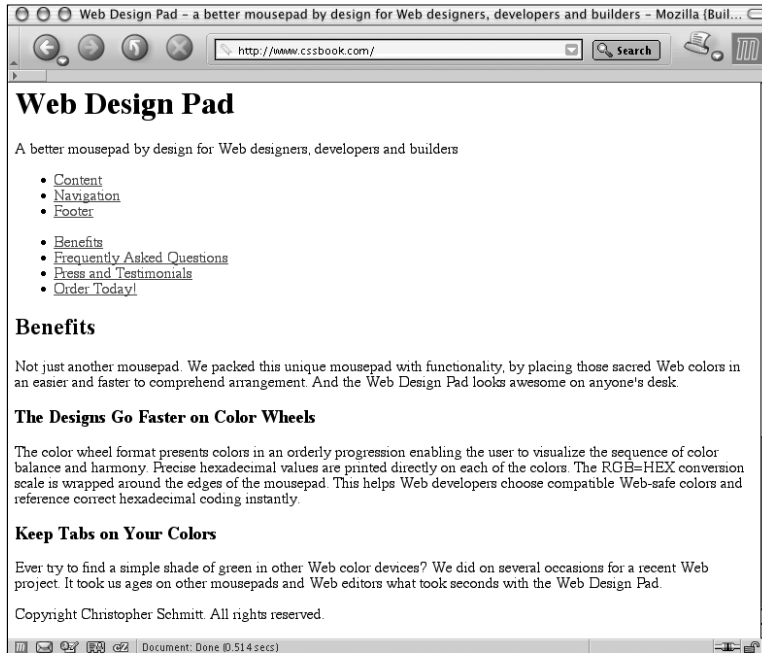 Web Design Pad – a better mousepad by design for Web designers, developers and builders – Mozilla {Buil...
http://www.cssbook.com/
Search
Web Design Pad
A better mousepad by design for Web designers, developers and builders
Content
Navigation
Footer
Benefits
Frequently Asked Questions
Press and Testimonials
Order Today!
Benefits
Not just another mousepad. We packed this unique mousepad with functionality, by placing those sacred Web colors in
an easier and faster to comprehend arrangement. And the Web Design Pad looks awesome on anyone's desk.
The Designs Go Faster on Color Wheels
The color wheel format presents colors in an orderly progression enabling the user to visualize the sequence of color
balance and harmony. Precise hexadecimal values are printed directly on each of the colors. The RGB=HEX conversion
scale is wrapped around the edges of the mousepad. This helps Web developers choose compatible Web-safe colors and
reference correct hexadecimal coding instantly.
Keep Tabs on Your Colors
Ever try to find a simple shade of green in other Web color devices? We did on several occasions for a recent Web
project. It took us ages on other mousepads and Web editors what took seconds with the Web Design Pad.
Copyright Christopher Schmitt. All rights reserved.
Document: Done (0.514 secs)